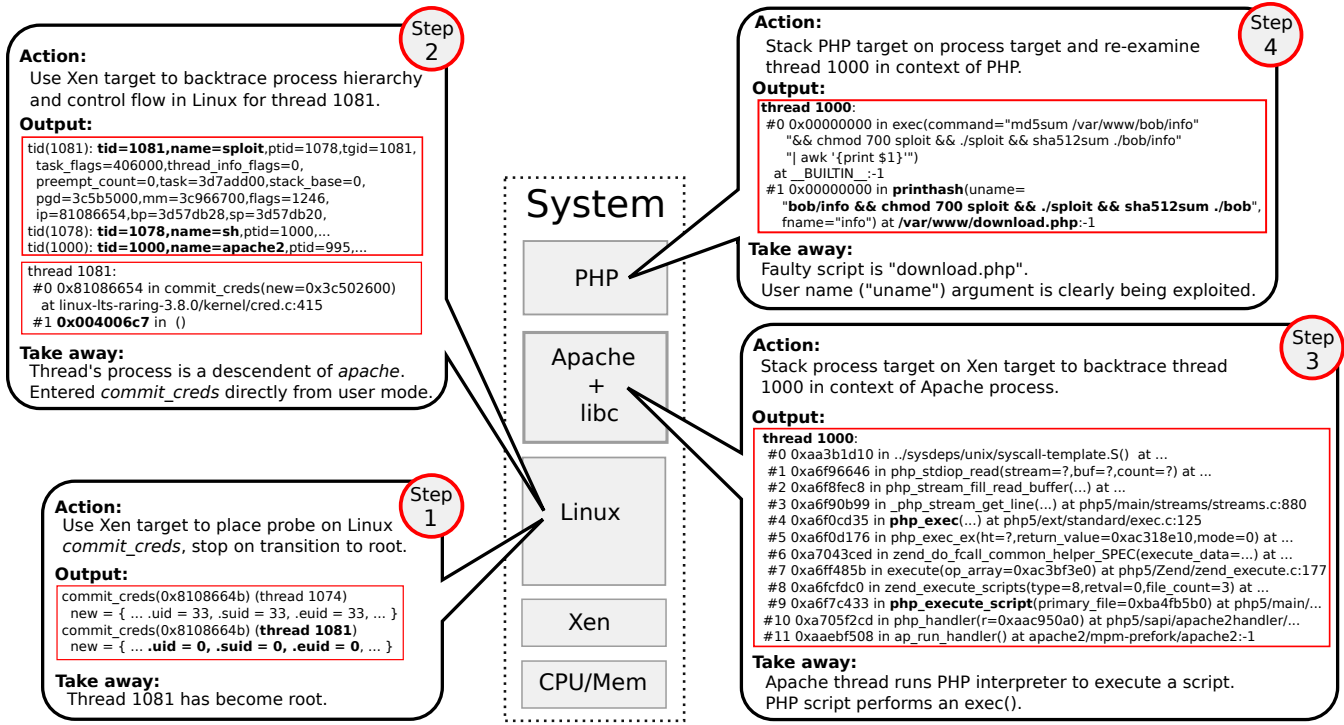 Step
2
Action:
Use Xen target to backtrace process hierarchy
and control flow in Linux for thread 1081.
Output:
tid(1081): tid=1081,name=sploit,ptid=1078,tgid=1081,
task_flags=406000,thread_info_flags=0,
preempt_count=0,task=3d7add00,stack_base=0,
pgd=3c5b5000,mm=3c966700,flags=1246,
ip=81086654,bp=3d57db28,sp=3d57db20,
tid(1078): tid=1078,name=sh,ptid=1000,...
tid(1000): tid=1000,name=apache2,ptid=995,...
thread 1081:
#0 0x81086654 in commit_creds(new=0x3c502600)
at linux-lts-raring-3.8.0/kernel/cred.c:415
#1 0x004006c7 in  ()
Take away:
Thread's process is a descendent of apache.
Entered commit_creds directly from user mode.
Step
1
Action:
Use Xen target to place probe on Linux
commit_creds, stop on transition to root.
Output:
commit_creds(0x8108664b) (thread 1074)
new = { ... .uid = 33, .suid = 33, .euid = 33, ... }
commit_creds(0x8108664b) (thread 1081)
new = { ... .uid = 0, .suid = 0, .euid = 0, ... }
Take away:
Thread 1081 has become root.
System
PHP
Apache
+
libc
Linux
Xen
CPU/Mem
Step
4
Action:
Stack PHP target on process target and re-examine
thread 1000 in context of PHP.
Output:
thread 1000:
#0 0x00000000 in exec(command="md5sum /var/www/bob/info"
"&& chmod 700 sploit && ./sploit && sha512sum ./bob/info"
"| awk '{print $1}'")
at __BUILTIN__:-1
#1 0x00000000 in printhash(uname=
"bob/info && chmod 700 sploit && ./sploit && sha512sum ./bob",
fname="info") at /var/www/download.php:-1
Take away:
Faulty script is "download.php".
User name ("uname") argument is clearly being exploited.
Step
3
Action:
Stack process target on Xen target to backtrace thread
1000 in context of Apache process.
Output:
thread 1000:
#0 0xaa3b1d10 in ../sysdeps/unix/syscall-template.S()  at ...
#1 0xa6f96646 in php_stdiop_read(stream=?,buf=?,count=?) at ...
#2 0xa6f8fec8 in php_stream_fill_read_buffer(...) at ...
#3 0xa6f90b99 in _php_stream_get_line(...) at php5/main/streams/streams.c:880
#4 0xa6f0cd35 in php_exec(...) at php5/ext/standard/exec.c:125
#5 0xa6f0d176 in php_exec_ex(ht=?,return_value=0xac318e10,mode=0) at ...
#6 0xa7043ced in zend_do_fcall_common_helper_SPEC(execute_data=...) at ...
#7 0xa6ff485b in execute(op_array=0xac3bf3e0) at php5/Zend/zend_execute.c:177
#8 0xa6fcfdc0 in zend_execute_scripts(type=8,retval=0,file_count=3) at ...
#9 0xa6f7c433 in php_execute_script(primary_file=0xba4fb5b0) at php5/main/...
#10 0xa705f2cd in php_handler(r=0xaac950a0) at php5/sapi/apache2handler/...
#11 0xaaebf508 in ap_run_handler() at apache2/mpm-prefork/apache2:-1
Take away:
Apache thread runs PHP interpreter to execute a script.
PHP script performs an exec().